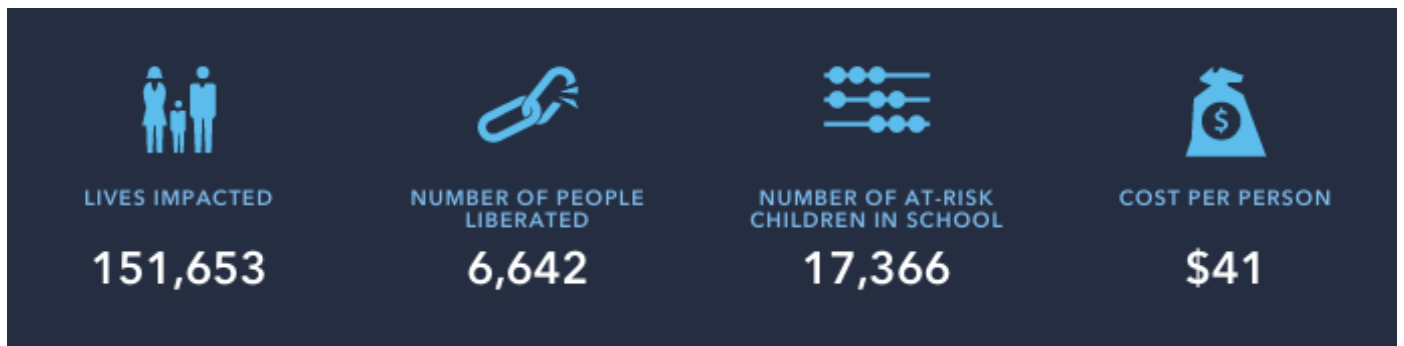 LIVES IMPACTED
151,653
NUMBER OF PEOPLE
LIBERATED
6,642
NUMBER OF AT-RISK
CHILDREN IN SCHOOL
17,366
$
COST PER PERSON
$41